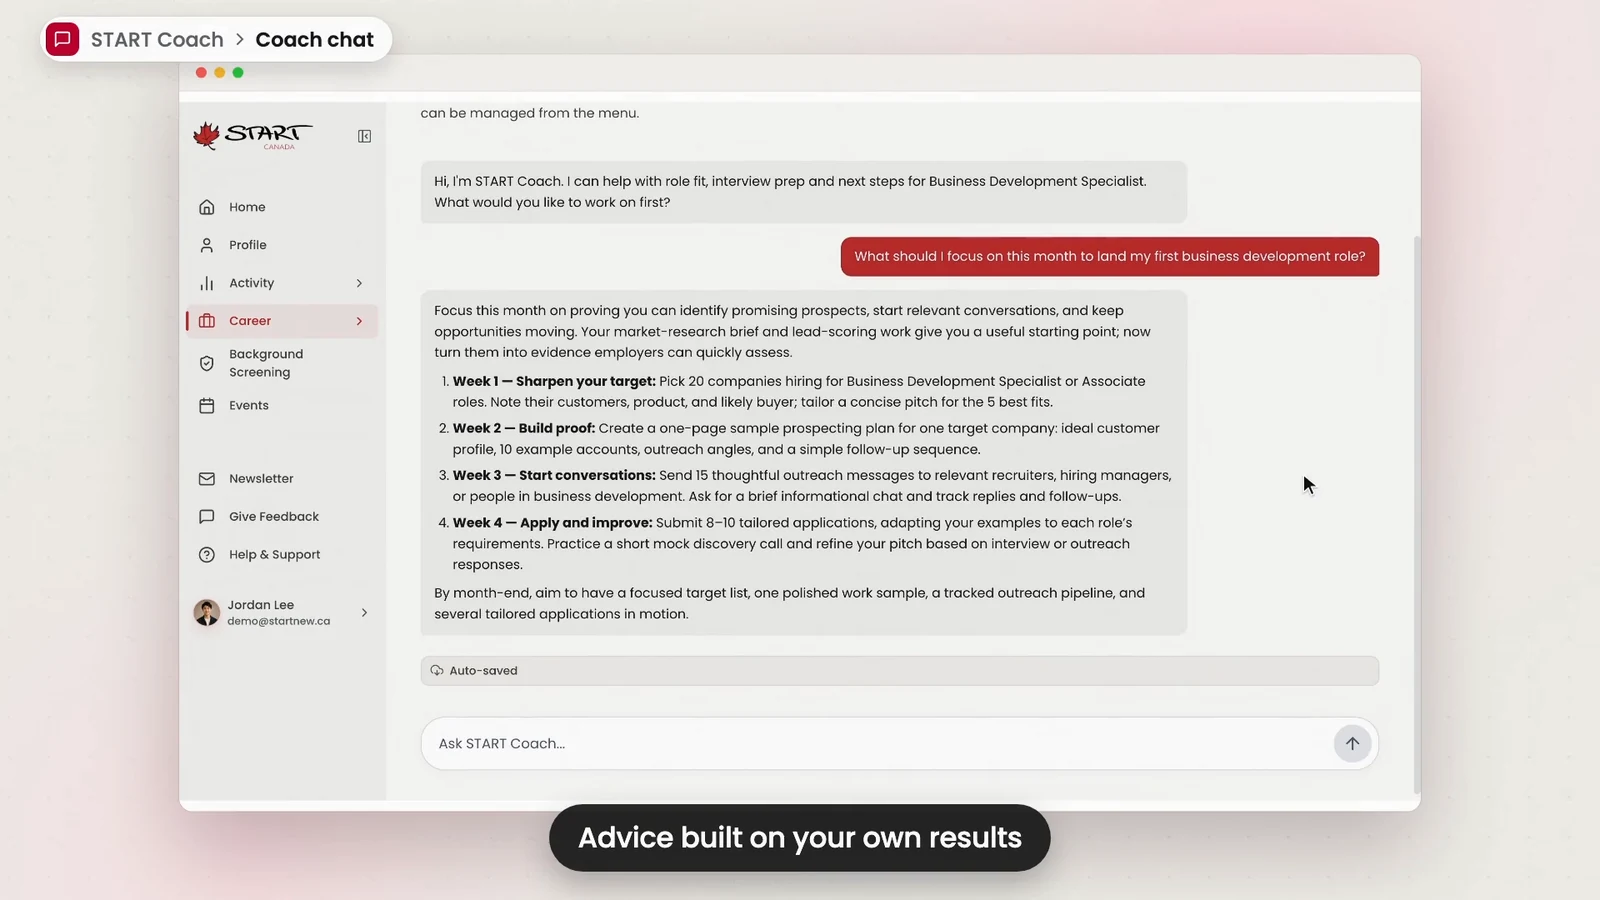 START Coach > Coach chat
can be managed from the menu.
START
CANADA
Home
Profile
Activity
Career
Background
Screening
Events
Newsletter
Give Feedback
Help & Support
Jordan Lee
demo@startnew.ca
Hi, I'm START Coach. I can help with role fit, interview prep and next steps for Business Development Specialist.
What would you like to work on first?
What should I focus on this month to land my first business development role?
Focus this month on proving you can identify promising prospects, start relevant conversations, and keep
opportunities moving. Your market-research brief and lead-scoring work give you a useful starting point; now
turn them into evidence employers can quickly assess.
1. Week 1 — Sharpen your target: Pick 20 companies hiring for Business Development Specialist or Associate
roles. Note their customers, product, and likely buyer; tailor a concise pitch for the 5 best fits.
2. Week 2 — Build proof: Create a one-page sample prospecting plan for one target company: ideal customer
profile, 10 example accounts, outreach angles, and a simple follow-up sequence.
3. Week 3 — Start conversations: Send 15 thoughtful outreach messages to relevant recruiters, hiring managers,
or people in business development. Ask for a brief informational chat and track replies and follow-ups.
4. Week 4 — Apply and improve: Submit 8–10 tailored applications, adapting your examples to each role’s
requirements. Practice a short mock discovery call and refine your pitch based on interview or outreach
responses.
By month-end, aim to have a focused target list, one polished work sample, a tracked outreach pipeline, and
several tailored applications in motion.
Auto-saved
Ask START Coach...
Advice built on your own results